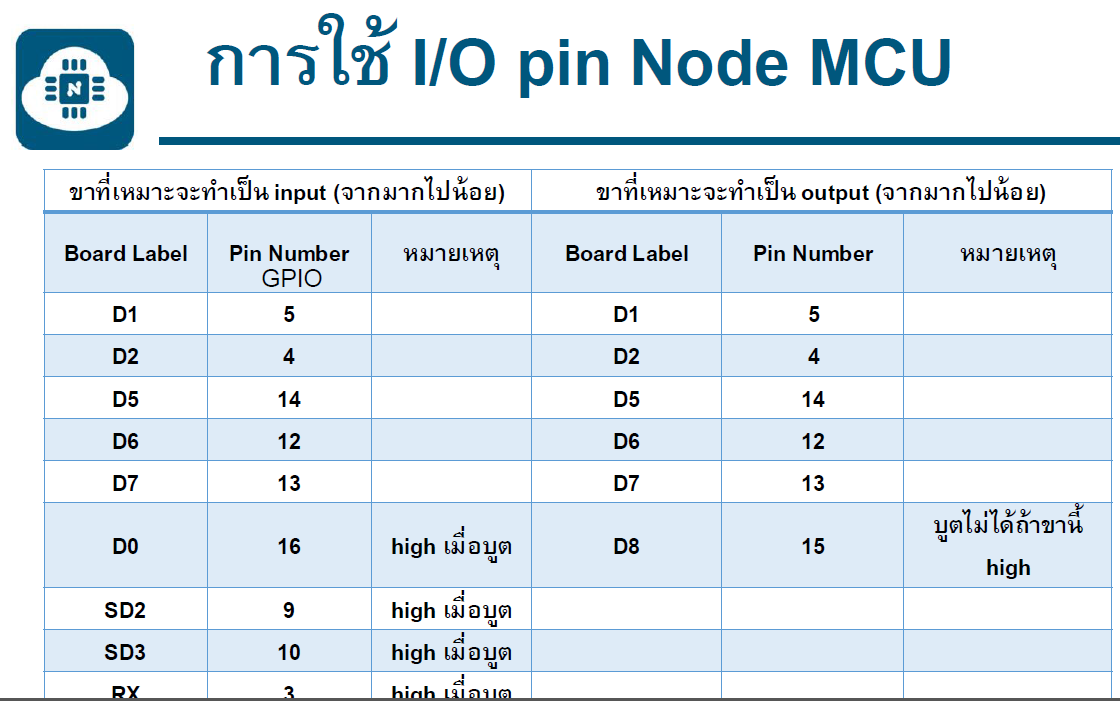 การใช้ I/O pin Node MCU
ขาที่เหมาะจะทำเป็น input (จากมากไปน้อย) ขาที่เหมาะจะทำเป็น output (จากมากไปน้อย)
Board Label Pin Number GPIO หมายเหตุ Board Label Pin Number หมายเหตุ
D1 5 D1 5
D2 4 D2 4
D5 14 D5 14
D6 12 D6 12
D7 13 D7 13
D0 16 high เมื่อบูต D8 15 บูตไม่ได้ถ้าขานี้ high
SD2 9 high เมื่อบูต
SD3 10 high เมื่อบูต
RX 3 high เมื่อบูต